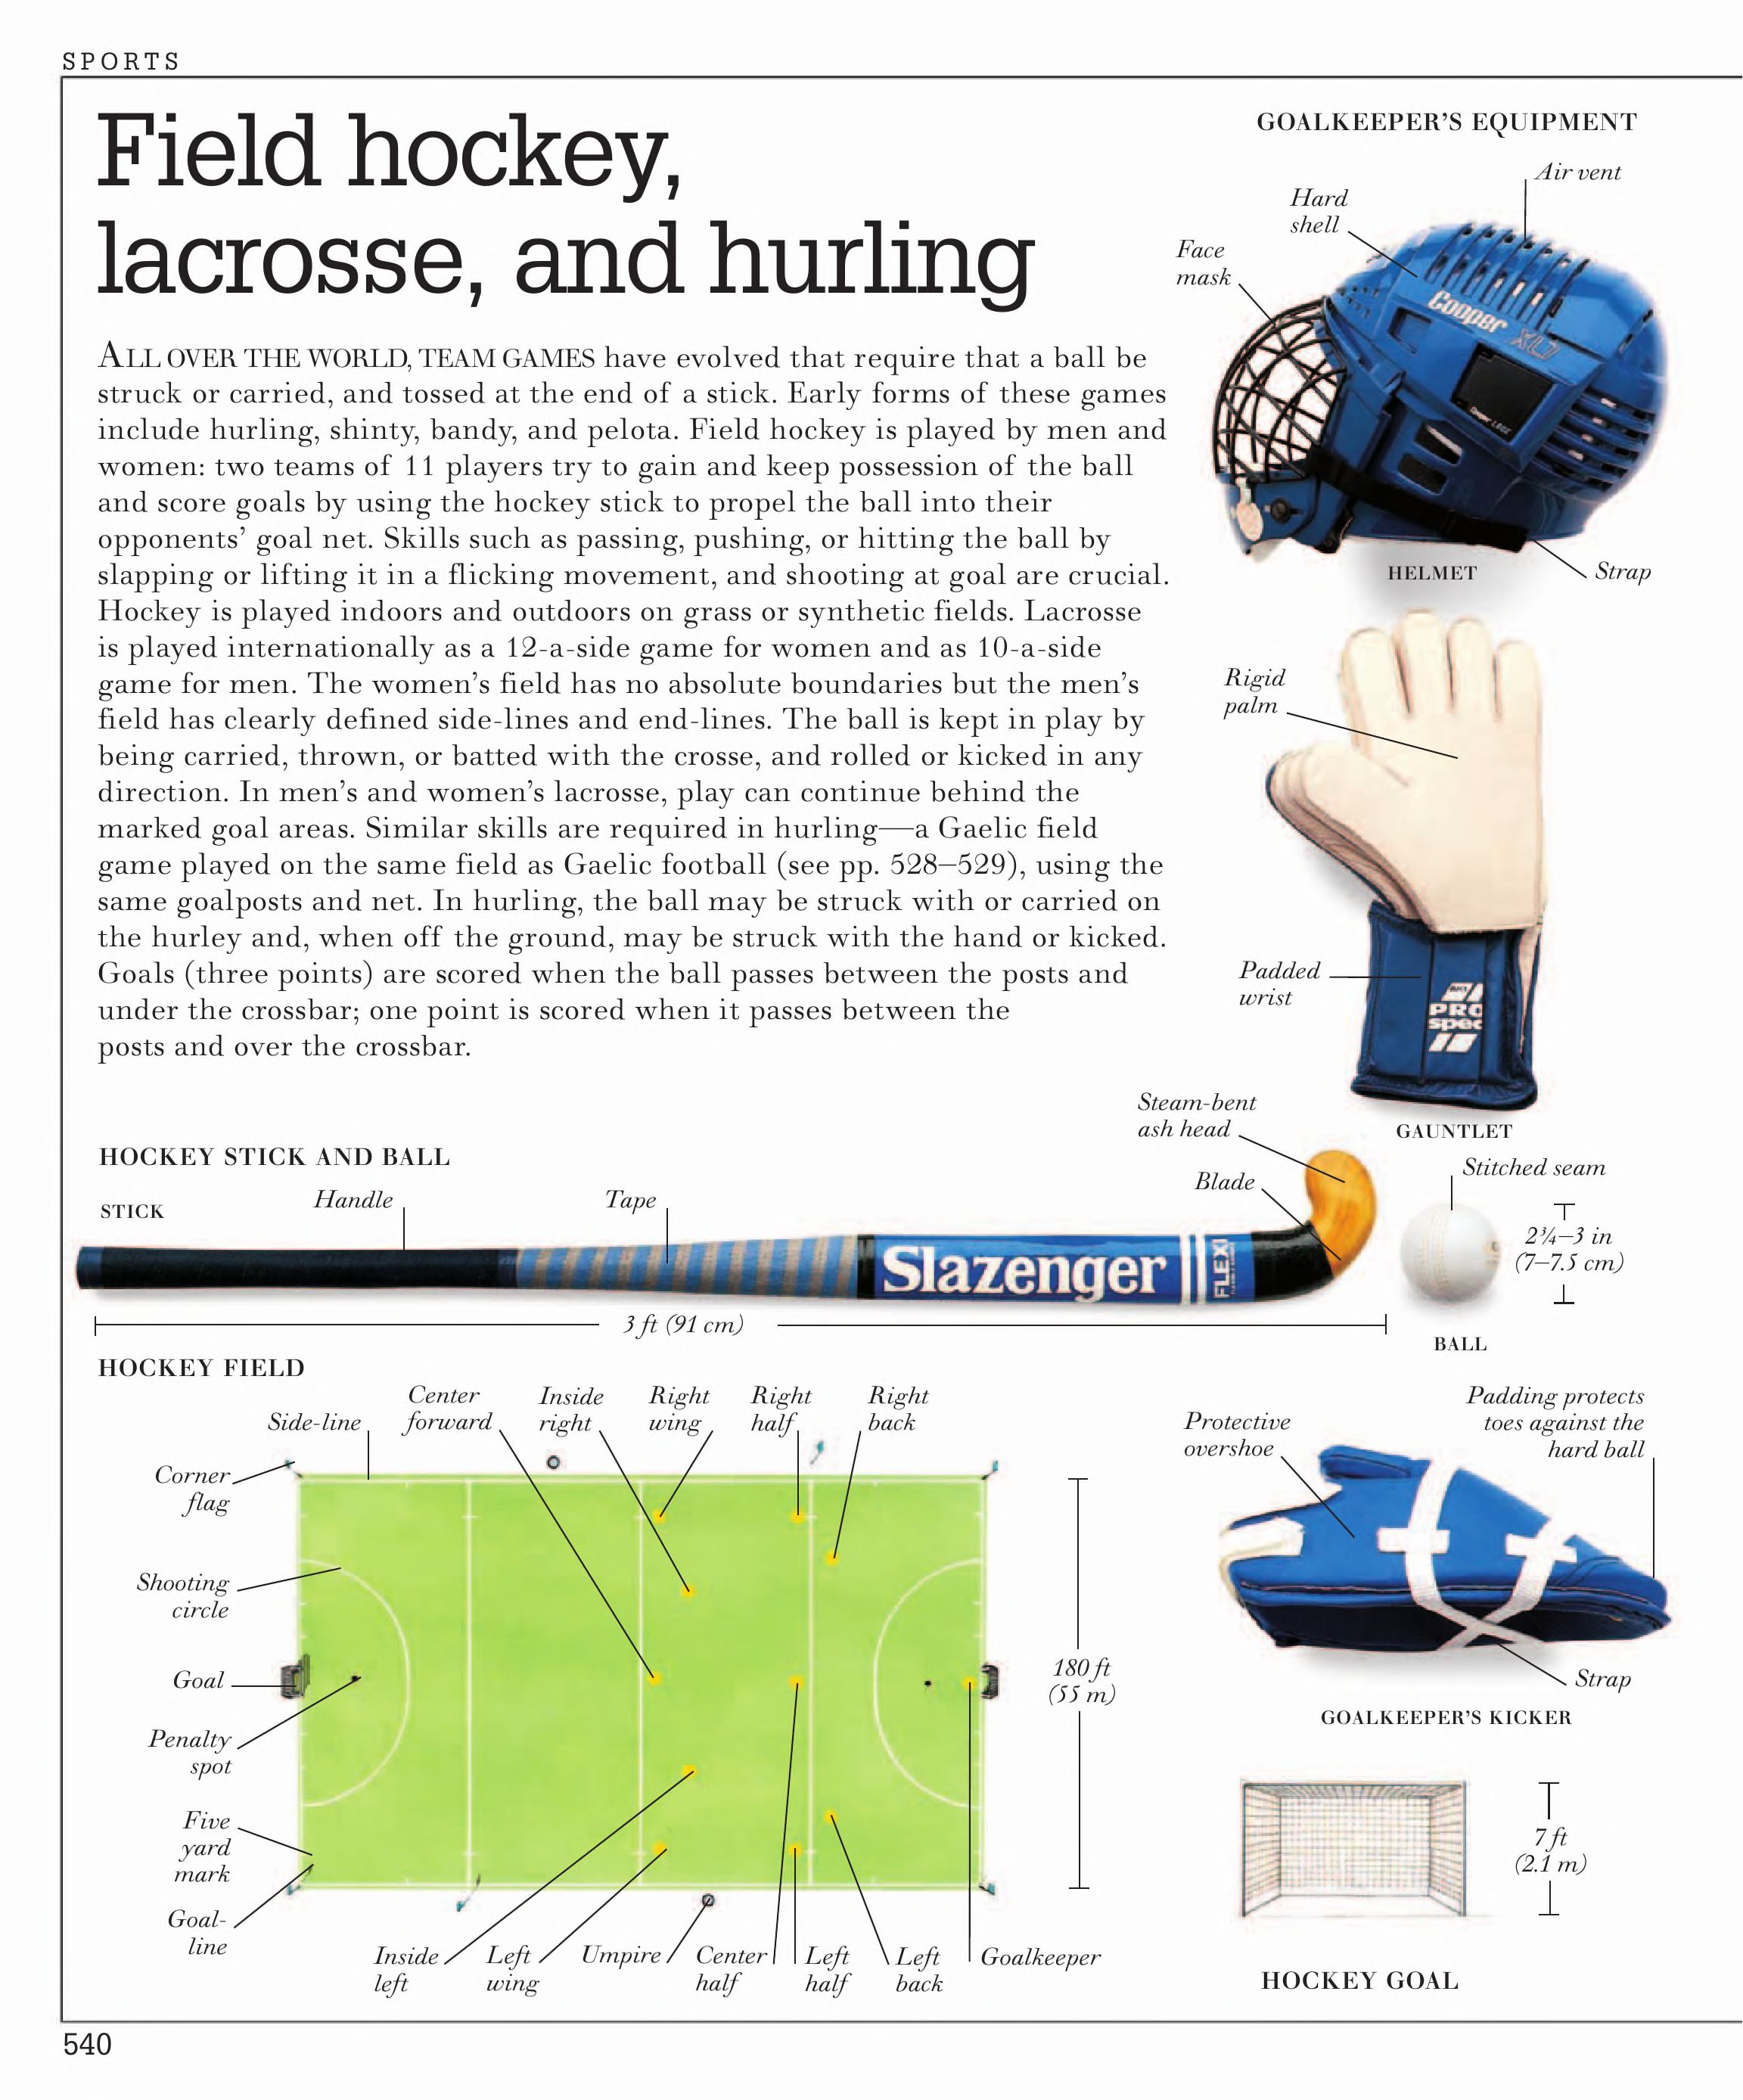 SPORTS
Field hockey,
lacrosse, and hurling
ALL OVER THE WORLD, TEAM GAMES have evolved that require that a ball be
struck or carried, and tossed at the end of a stick. Early forms of these games
include hurling, shinty, bandy, and pelota. Field hockey is played by men and
women: two teams of 11 players try to gain and keep possession of the ball
and score goals by using the hockey stick to propel the ball into their
opponents’ goal net. Skills such as passing, pushing, or hitting the ball by
slapping or lifting it in a flicking movement, and shooting at goal are crucial.
Hockey is played indoors and outdoors on grass or synthetic fields. Lacrosse
is played internationally as a 12-a-side game for women and as 10-a-side
game for men. The women’s field has no absolute boundaries but the men’s
field has clearly defined side-lines and end-lines. The ball is kept in play by
being carried, thrown, or batted with the crosse, and rolled or kicked in any
direction. In men’s and women’s lacrosse, play can continue behind the
marked goal areas. Similar skills are required in hurling—a Gaelic field
game played on the same field as Gaelic football (see pp. 528–529), using the
same goalposts and net. In hurling, the ball may be struck with or carried on
the hurley and, when off the ground, may be struck with the hand or kicked.
Goals (three points) are scored when the ball passes between the posts and
under the crossbar; one point is scored when it passes between the
posts and over the crossbar.
GOALKEEPER’S EQUIPMENT
Air vent
Hard
shell
Face
mask
Cooper XL7
Strap
HELMET
Rigid
palm
Padded
wrist
PRO
spec
GAUNTLET
HOCKEY STICK AND BALL
STICK
Handle
Tape
Steam-bent
ash head
Blade
Slazenger
FLEXI
3 ft (91 cm)
Stitched seam
2¾–3 in
(7–7.5 cm)
BALL
HOCKEY FIELD
Side-line
Center
forward
Inside
right
Right
wing
Right
half
Right
back
Corner
flag
Shooting
circle
Goal
Penalty
spot
Five
yard
mark
Goal-
line
Inside
left
Left
wing
Umpire
Center
half
Left
half
Left
back
Goalkeeper
180 ft
(55 m)
Protective
overshoe
Padding protects
toes against the
hard ball
Strap
GOALKEEPER’S KICKER
7 ft
(2.1 m)
HOCKEY GOAL
540